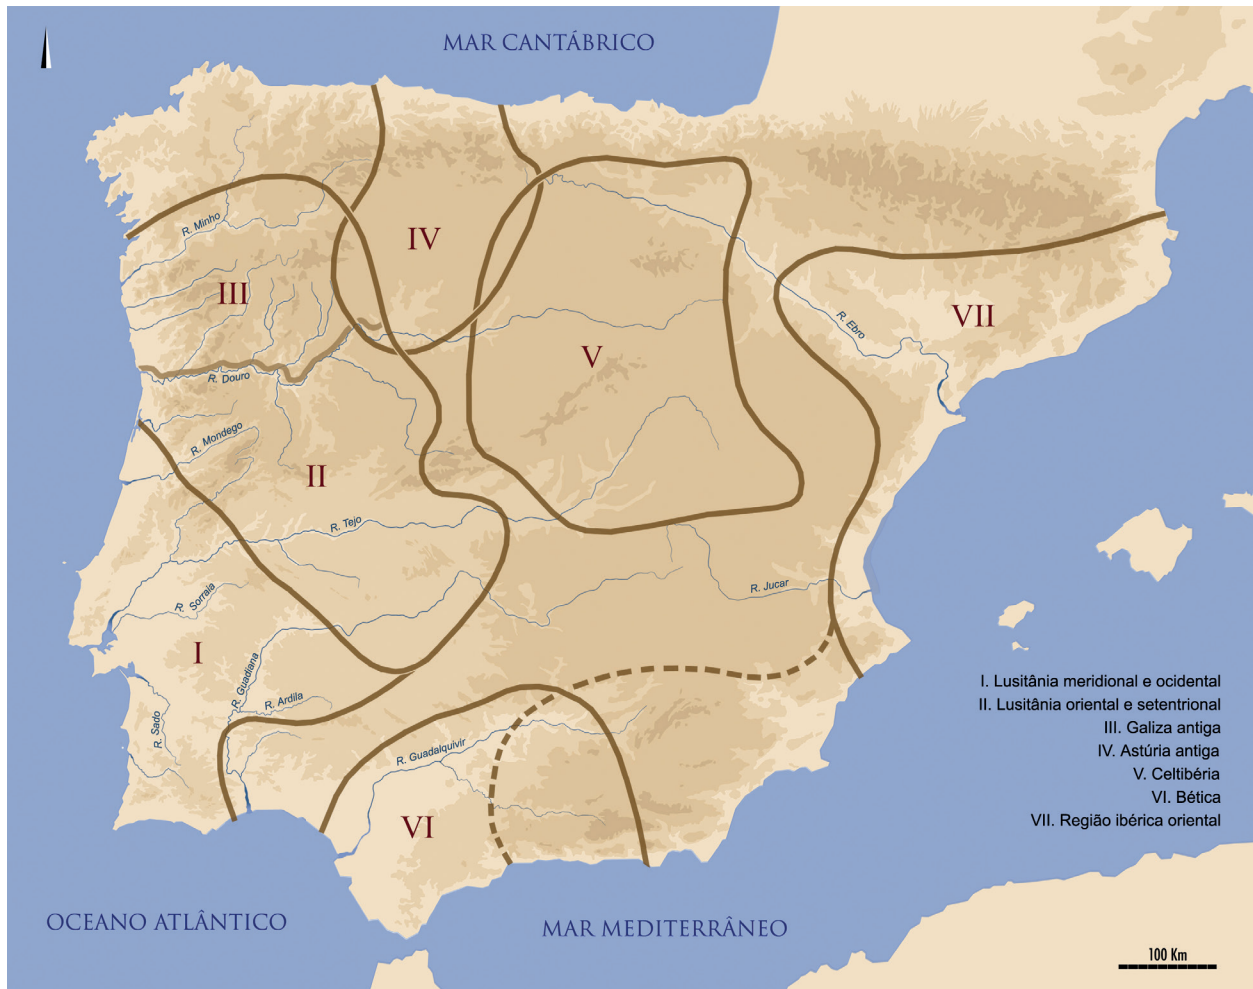 MAR CANTÁBRICO
R. Minho
IV
III
VII
R. Ebro
V
R. Douro
R. Mondego
II
R. Tejo
R. Jucar
R. Sorraia
I
R. Guadiana
R. Ardila
R. Sado
R. Guadalquivir
VI
I. Lusitânia meridional e ocidental
II. Lusitânia oriental e setentrional
III. Galiza antiga
IV. Astúria antiga
V. Celtibéria
VI. Bética
VII. Região ibérica oriental
OCEANO ATLÂNTICO
MAR MEDITERRÂNEO
100 Km